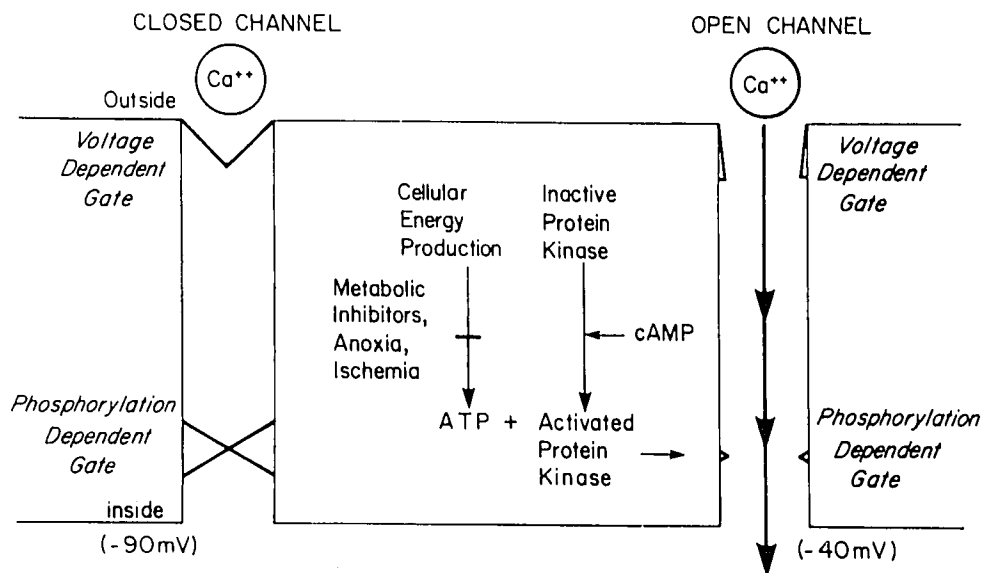 CLOSED CHANNEL
OPEN CHANNEL
Ca++
Ca++
Outside
Voltage
Dependent
Gate
Voltage
Dependent
Gate
Cellular
Energy
Production
Inactive
Protein
Kinase
Metabolic
Inhibitors,
Anoxia,
Ischemia
cAMP
Phosphorylation
Dependent
Gate
ATP + Activated
Protein
Kinase
Phosphorylation
Dependent
Gate
inside
(-90mV)
(-40mV)